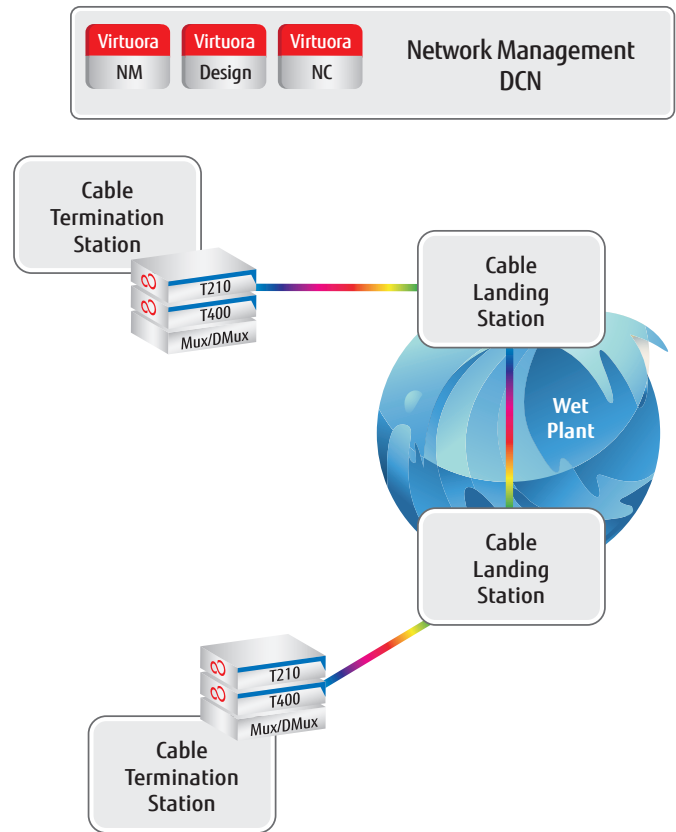 Virtuora
NM
Virtuora
Design
Virtuora
NC
Network Management
DCN
Cable
Termination
Station
T210
T400
Mux/DMux
Cable
Landing
Station
Wet
Plant
Cable
Landing
Station
T210
T400
Mux/DMux
Cable
Termination
Station